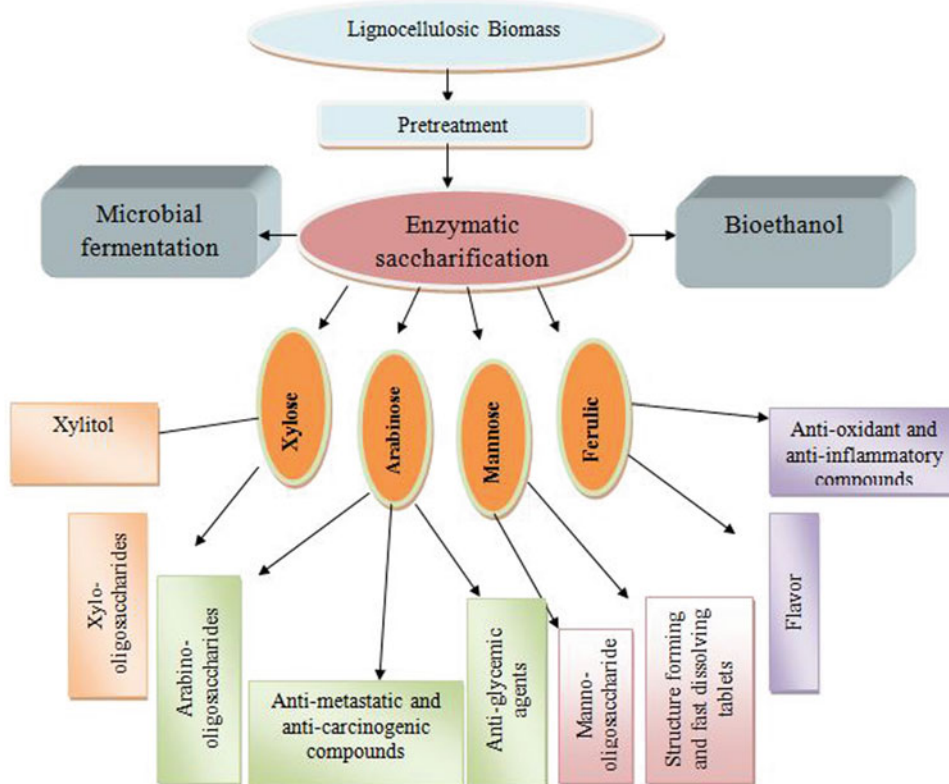 Lignocellulosic Biomass
Pretreatment
Microbial
fermentation
Enzymatic
saccharification
Bioethanol
Xylose
Arabinose
Mannose
Ferulic
Xylitol
Anti-oxidant and
anti-inflammatory
compounds
Xylo-
oligosaccharides
Arabino-
oligosaccharides
Anti-metastatic and
anti-carcinogenic
compounds
Anti-glycemic
agents
Manno-
oligosaccharide
Structure forming
and fast dissolving
tablets
Flavor